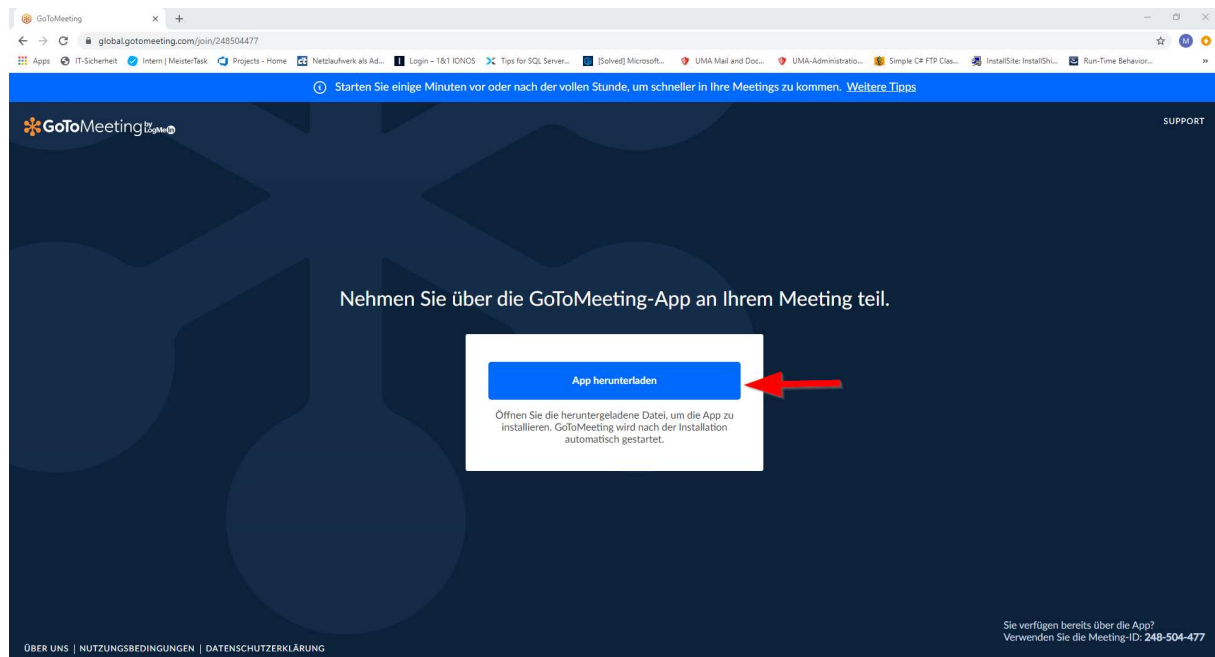 GoToMeeting
global.gotomeeting.com/join/248504477
M
Apps
IT-Sicherheit
Intern | MeisterTask
Projects - Home
Netzlaufwerk als Ad...
Login – 1&1 IONOS
Tips for SQL Server...
[Solved] Microsoft...
UMA Mail and Doc...
UMA-Administratio...
Simple C# FTP Clas...
InstallSite: InstallShi...
Run-Time Behavior...
»
Starten Sie einige Minuten vor oder nach der vollen Stunde, um schneller in Ihre Meetings zu kommen. Weitere Tipps
GoToMeeting by LogMeIn
SUPPORT
Nehmen Sie über die GoToMeeting-App an Ihrem Meeting teil.
App herunterladen
Öffnen Sie die heruntergeladene Datei, um die App zu
installieren. GoToMeeting wird nach der Installation
automatisch gestartet.
Sie verfügen bereits über die App?
Verwenden Sie die Meeting-ID: 248-504-477
ÜBER UNS | NUTZUNGSBEDINGUNGEN | DATENSCHUTZERKLÄRUNG